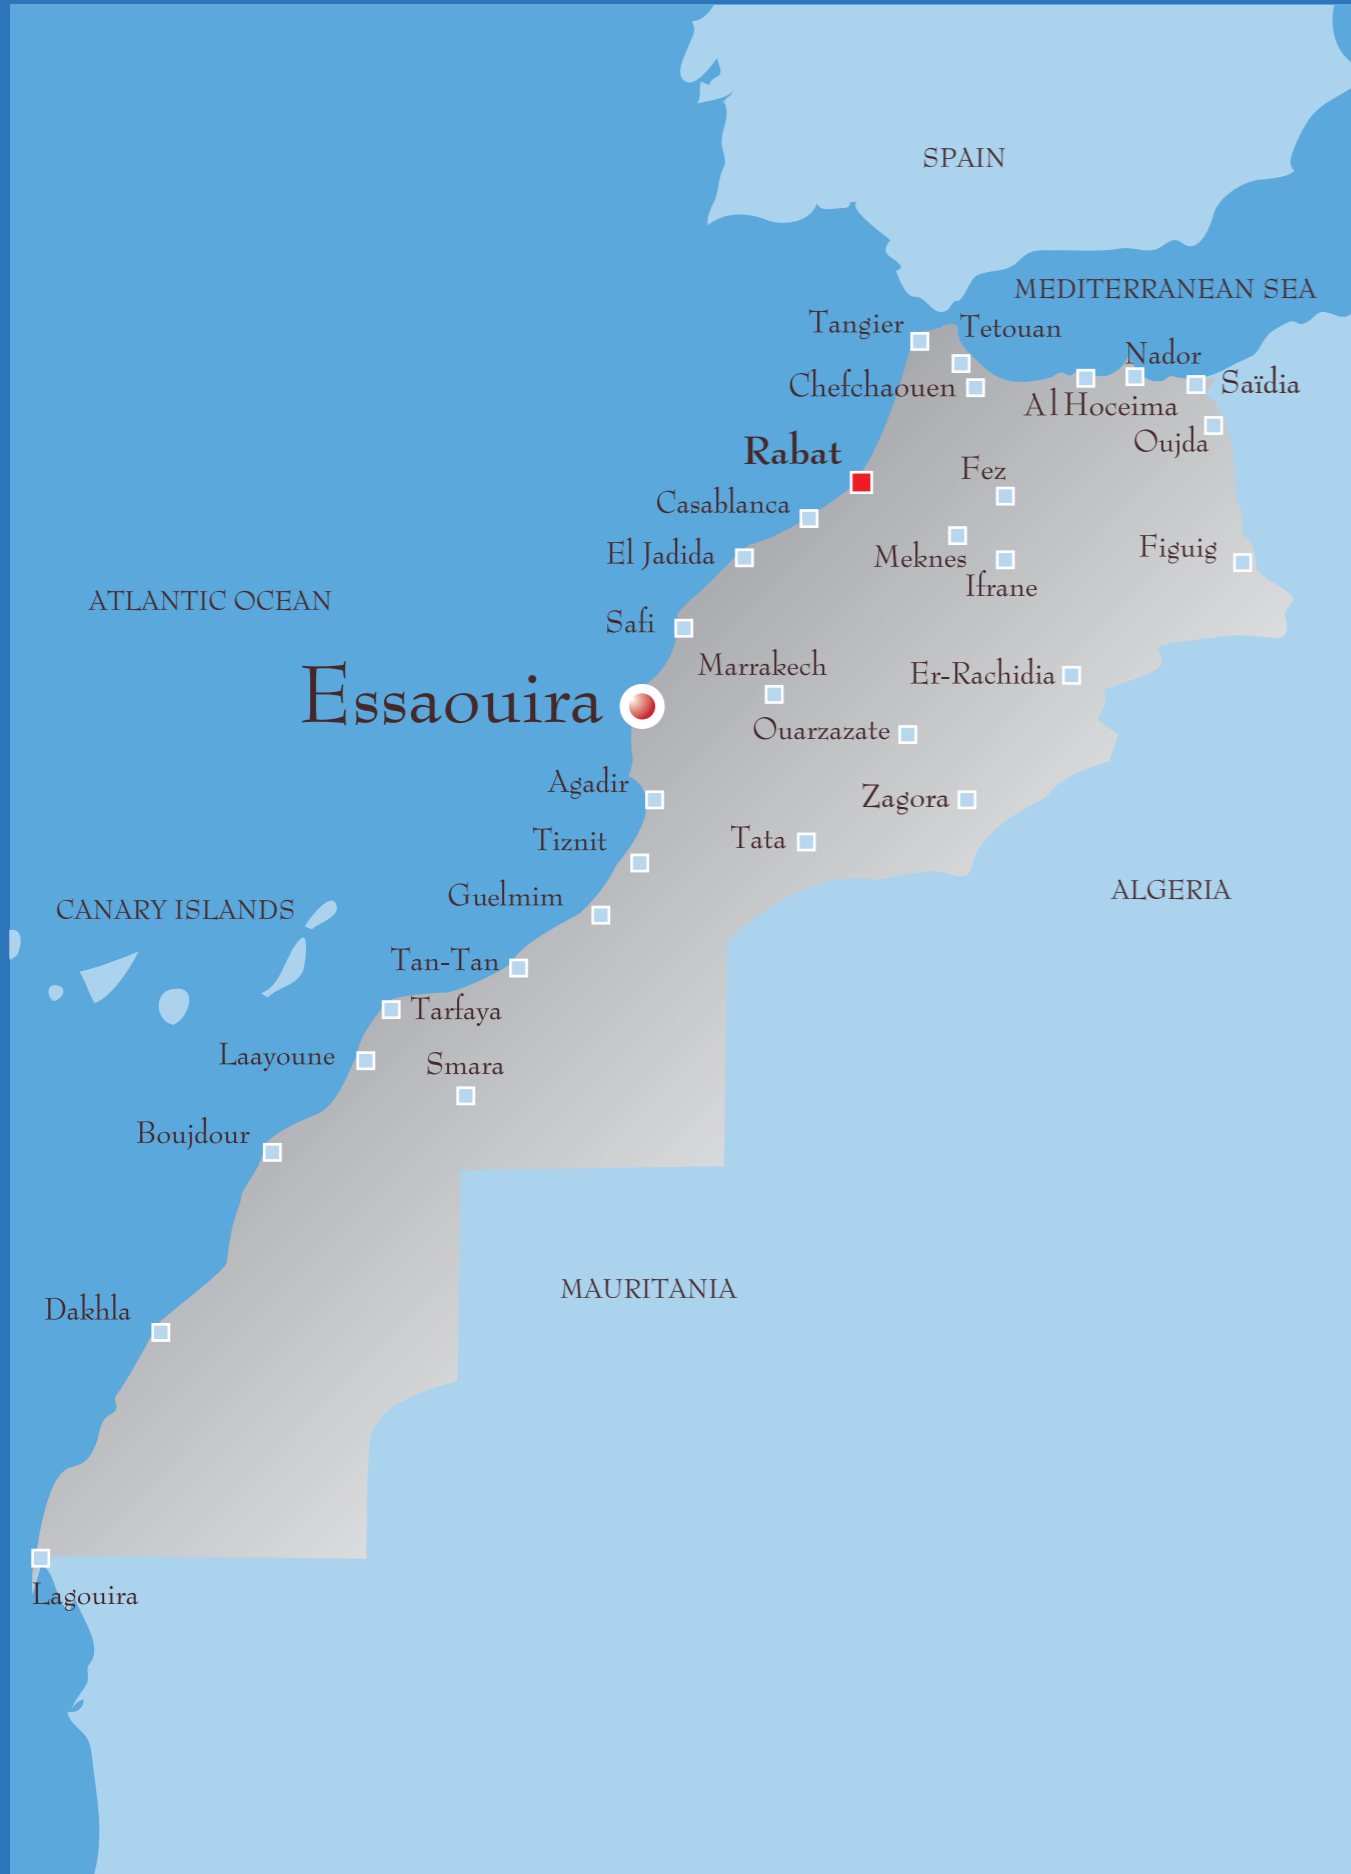 SPAIN
MEDITERRANEAN SEA
Tangier
Tetouan
Nador
Saïdia
Chefchaouen
Al Hoceima
Oujda
Rabat
Fez
Casablanca
El Jadida
Meknes
Figuig
Ifrane
ATLANTIC OCEAN
Safi
Marrakech
Er-Rachidia
Essaouira
Ouarzazate
Agadir
Zagora
Tiznit
Tata
ALGERIA
Guelmim
CANARY ISLANDS
Tan-Tan
Tarfaya
Laayoune
Smara
Boujdour
MAURITANIA
Dakhla
Lagouira